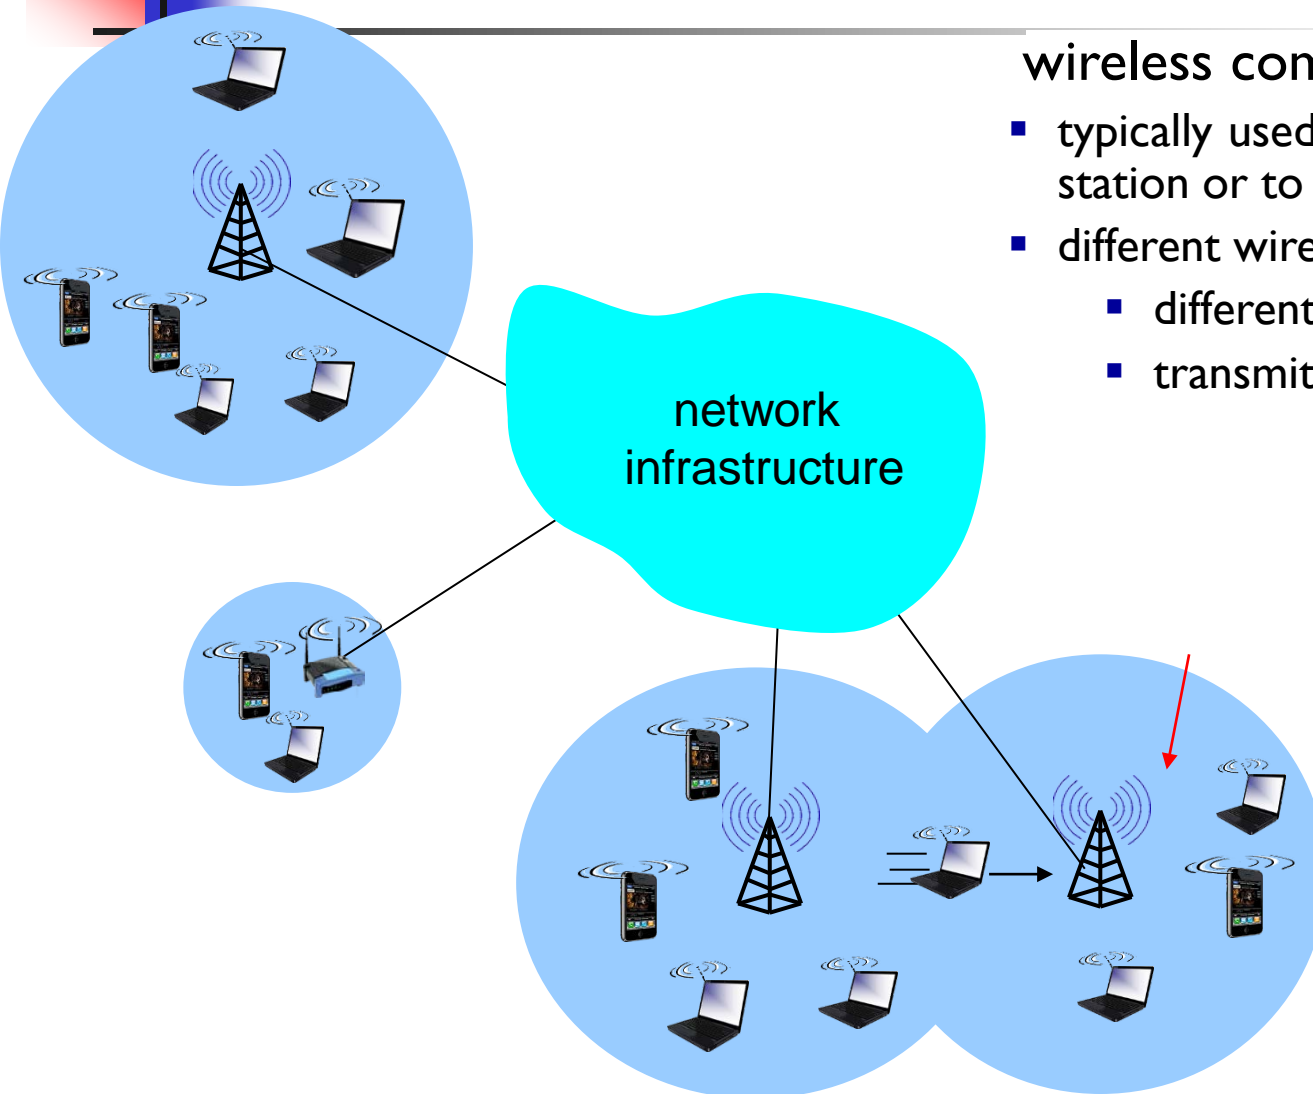 wireless con
typically used
station or to
different wire
different
transmit
network
infrastructure